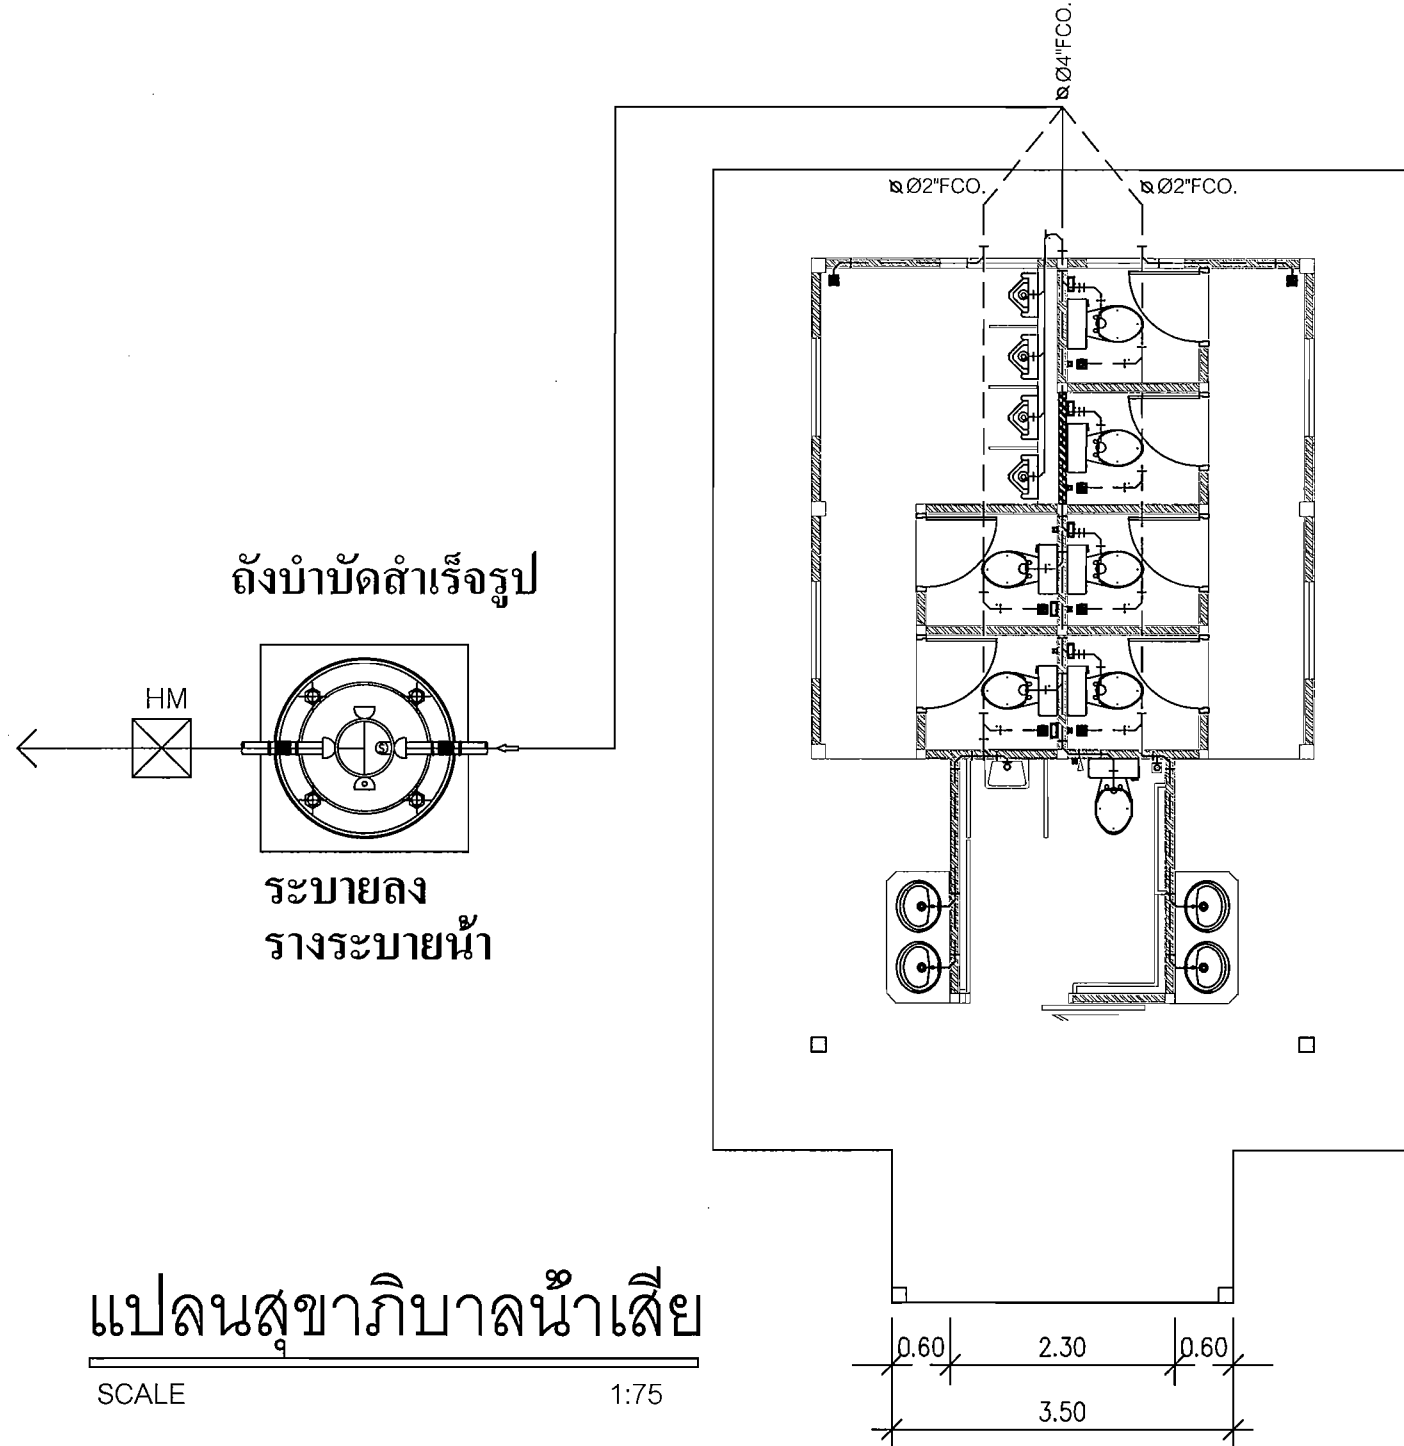 Ø4"FCO.
Ø2"FCO.
Ø2"FCO.
ถังบำบัดสำเร็จรูป
HM
S
ระบายลง
รางระบายน้ำ
แปลนสุขาภิบาลน้ำเสีย
SCALE 1:75
0.60 2.30 0.60
3.50